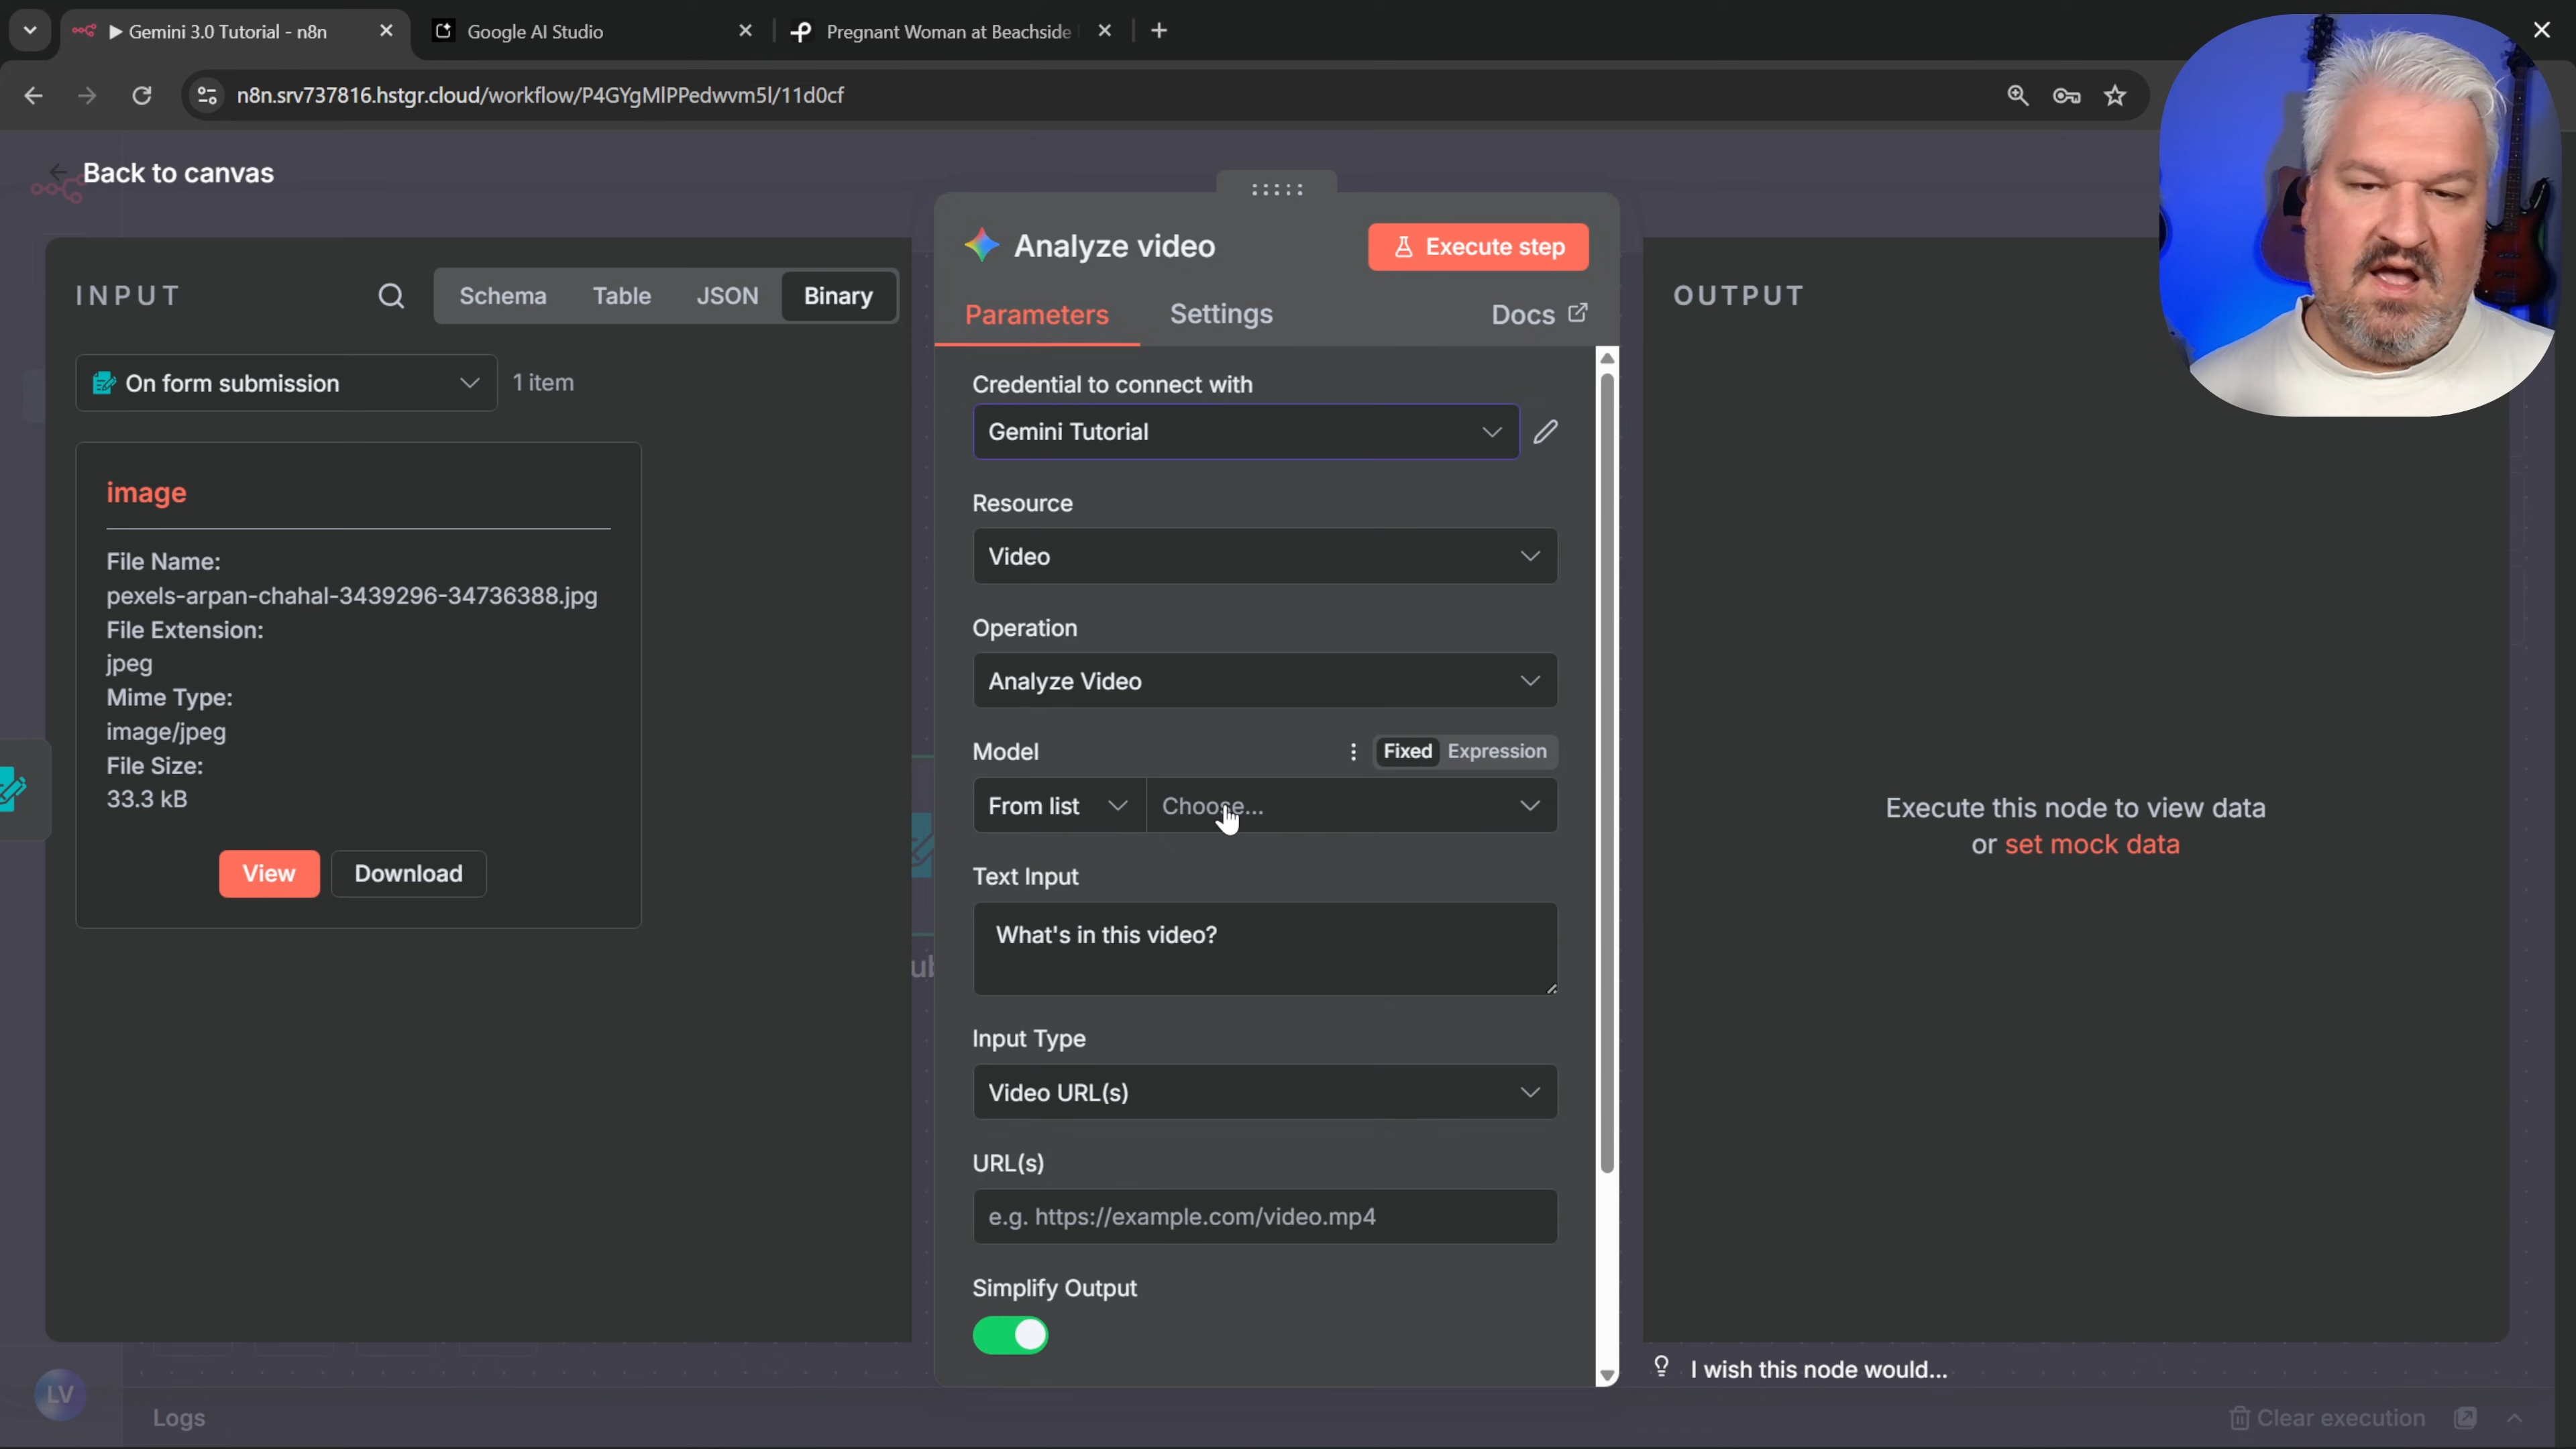 Gemini 3.0 Tutorial - n8n
Google AI Studio
Pregnant Woman at Beachside
n8n.srv737816.hstgr.cloud/workflow/P4GYgMlPPedwvm5l/11d0cf
Back to canvas
INPUT
Schema
Table
JSON
Binary
On form submission
1 item
image
File Name:
pexels-arpan-chahal-3439296-34736388.jpg
File Extension:
jpeg
Mime Type:
image/jpeg
File Size:
33.3 kB
View
Download
Analyze video
Execute step
Parameters
Settings
Docs
Credential to connect with
Gemini Tutorial
Resource
Video
Operation
Analyze Video
Model
Fixed
Expression
From list
Choose...
Text Input
What's in this video?
Input Type
Video URL(s)
URL(s)
e.g. https://example.com/video.mp4
Simplify Output
OUTPUT
Execute this node to view data
or set mock data
I wish this node would...
LV
Logs
Clear execution